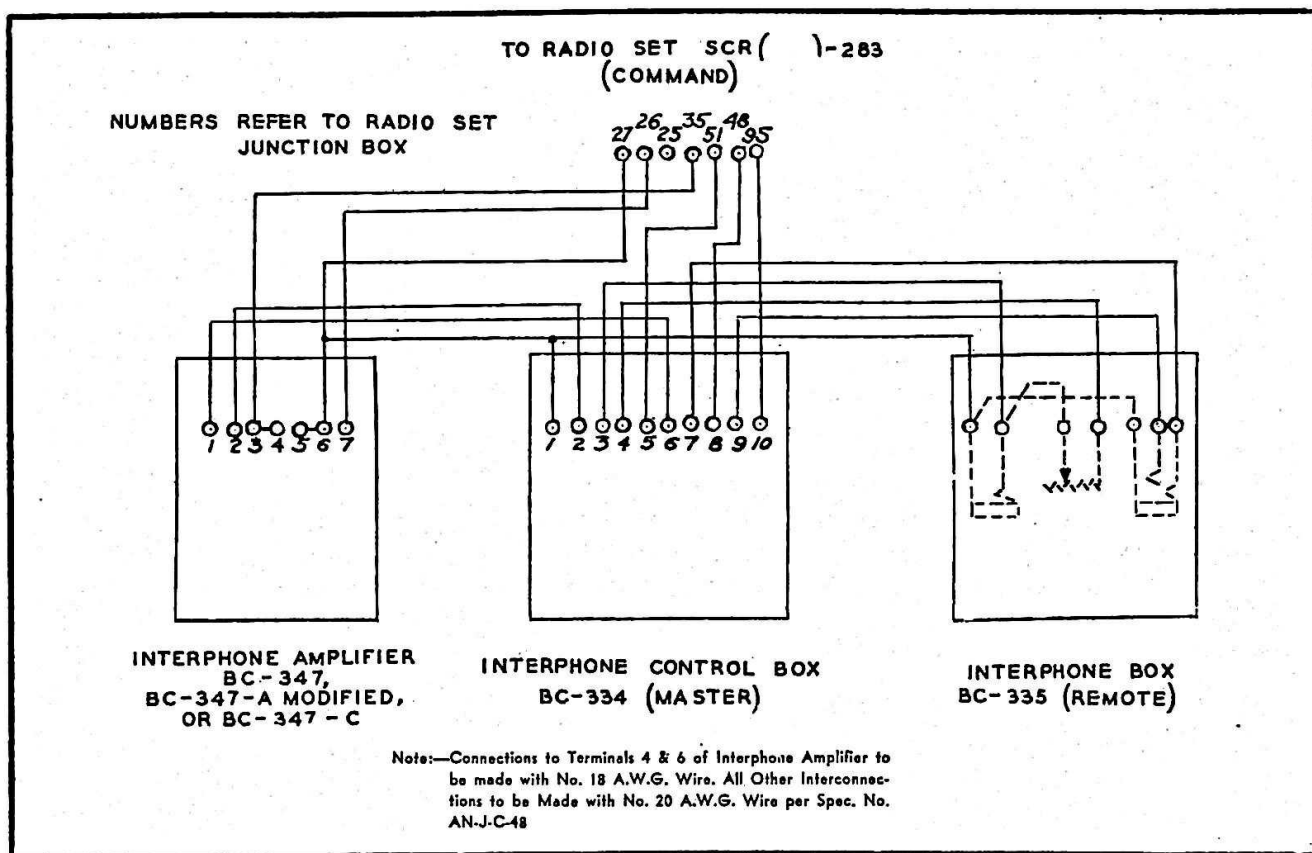 TO RADIO SET SCR( )-283
(COMMAND)
NUMBERS REFER TO RADIO SET
JUNCTION BOX
27 26 25 35 51 48 95
1 2 3 4 5 6 7
1 2 3 4 5 6 7 8 9 10
INTERPHONE AMPLIFIER
BC-347,
BC-347-A MODIFIED,
OR BC-347-C
INTERPHONE CONTROL BOX
BC-334 (MASTER)
INTERPHONE BOX
BC-335 (REMOTE)
Note:—Connections to Terminals 4 & 6 of Interphone Amplifier to
be made with No. 18 A.W.G. Wire. All Other Interconnec-
tions to be Made with No. 20 A.W.G. Wire per Spec. No.
AN-J-C-48